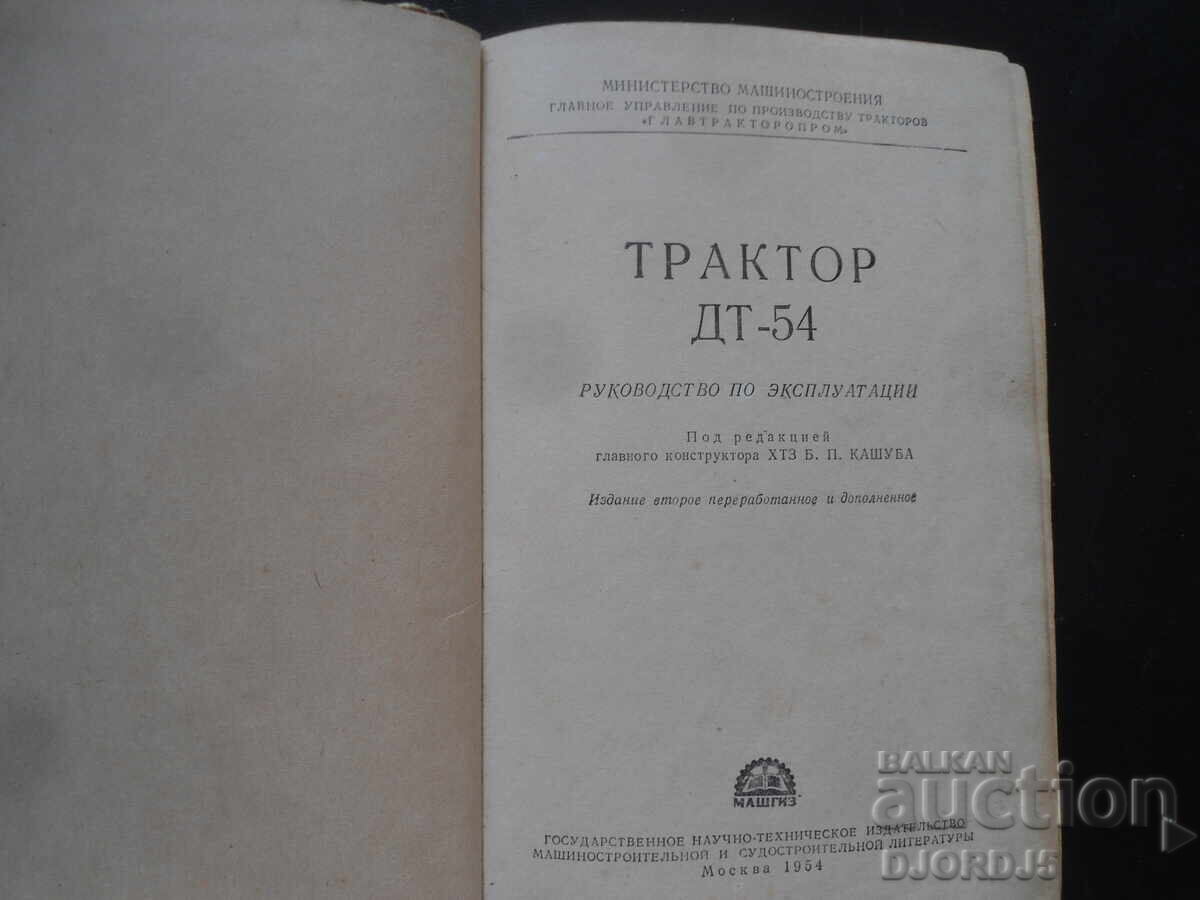 МИНИСТЕРСТВО МАШИНОСТРОЕНИЯ
ГЛАВНОЕ УПРАВЛЕНИЕ ПО ПРОИЗВОДСТВУ ТРАКТОРОВ
«ГЛАВТРАКТОРОПРОМ»
ТРАКТОР
ДТ-54
РУКОВОДСТВО ПО ЭКСПЛУАТАЦИИ
Под редакцией
главного конструктора ХТЗ Б. П. КАШУБА
Издание второе переработанное и дополненное
МАШГИЗ
ГОСУДАРСТВЕННОЕ НАУЧНО-ТЕХНИЧЕСКОЕ ИЗДАТЕЛЬСТВО
МАШИНОСТРОИТЕЛЬНОЙ И СУДОСТРОИТЕЛЬНОЙ ЛИТЕРАТУРЫ
Москва 1954
BALKAN
auction
DJORDJ5